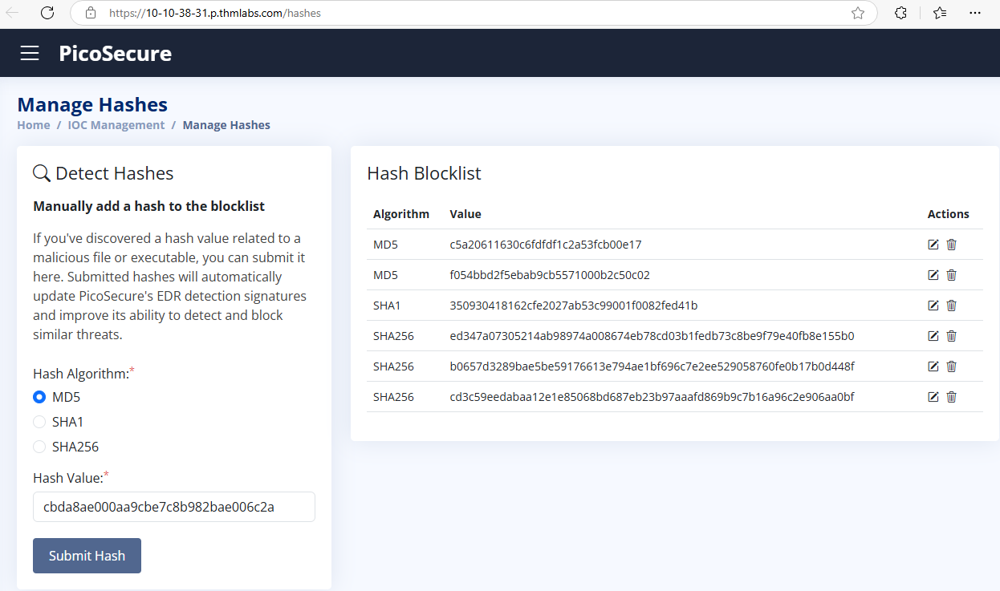 https://10-10-38-31.p.thmlabs.com/hashes
PicoSecure
Manage Hashes
Home / IOC Management / Manage Hashes
Detect Hashes
Manually add a hash to the blocklist
If you've discovered a hash value related to a
malicious file or executable, you can submit it
here. Submitted hashes will automatically
update PicoSecure's EDR detection signatures
and improve its ability to detect and block
similar threats.
Hash Algorithm:*
MD5
SHA1
SHA256
Hash Value:*
cbda8ae000aa9cbe7c8b982bae006c2a
Submit Hash
Hash Blocklist
Algorithm Value Actions
MD5 c5a20611630c6fdfdf1c2a53fcb00e17
MD5 f054bbd2f5ebab9cb5571000b2c50c02
SHA1 350930418162cfe2027ab53c99001f0082fed41b
SHA256 ed347a07305214ab98974a008674eb78cd03b1fedb73c8be9f79e40fb8e155b0
SHA256 b0657d3289bae5be59176613e794ae1bf696c7e2ee529058760fe0b17b0d448f
SHA256 cd3c59eedabaa12e1e85068bd687eb23b97aaafd869b9c7b16a96c2e906aa0bf